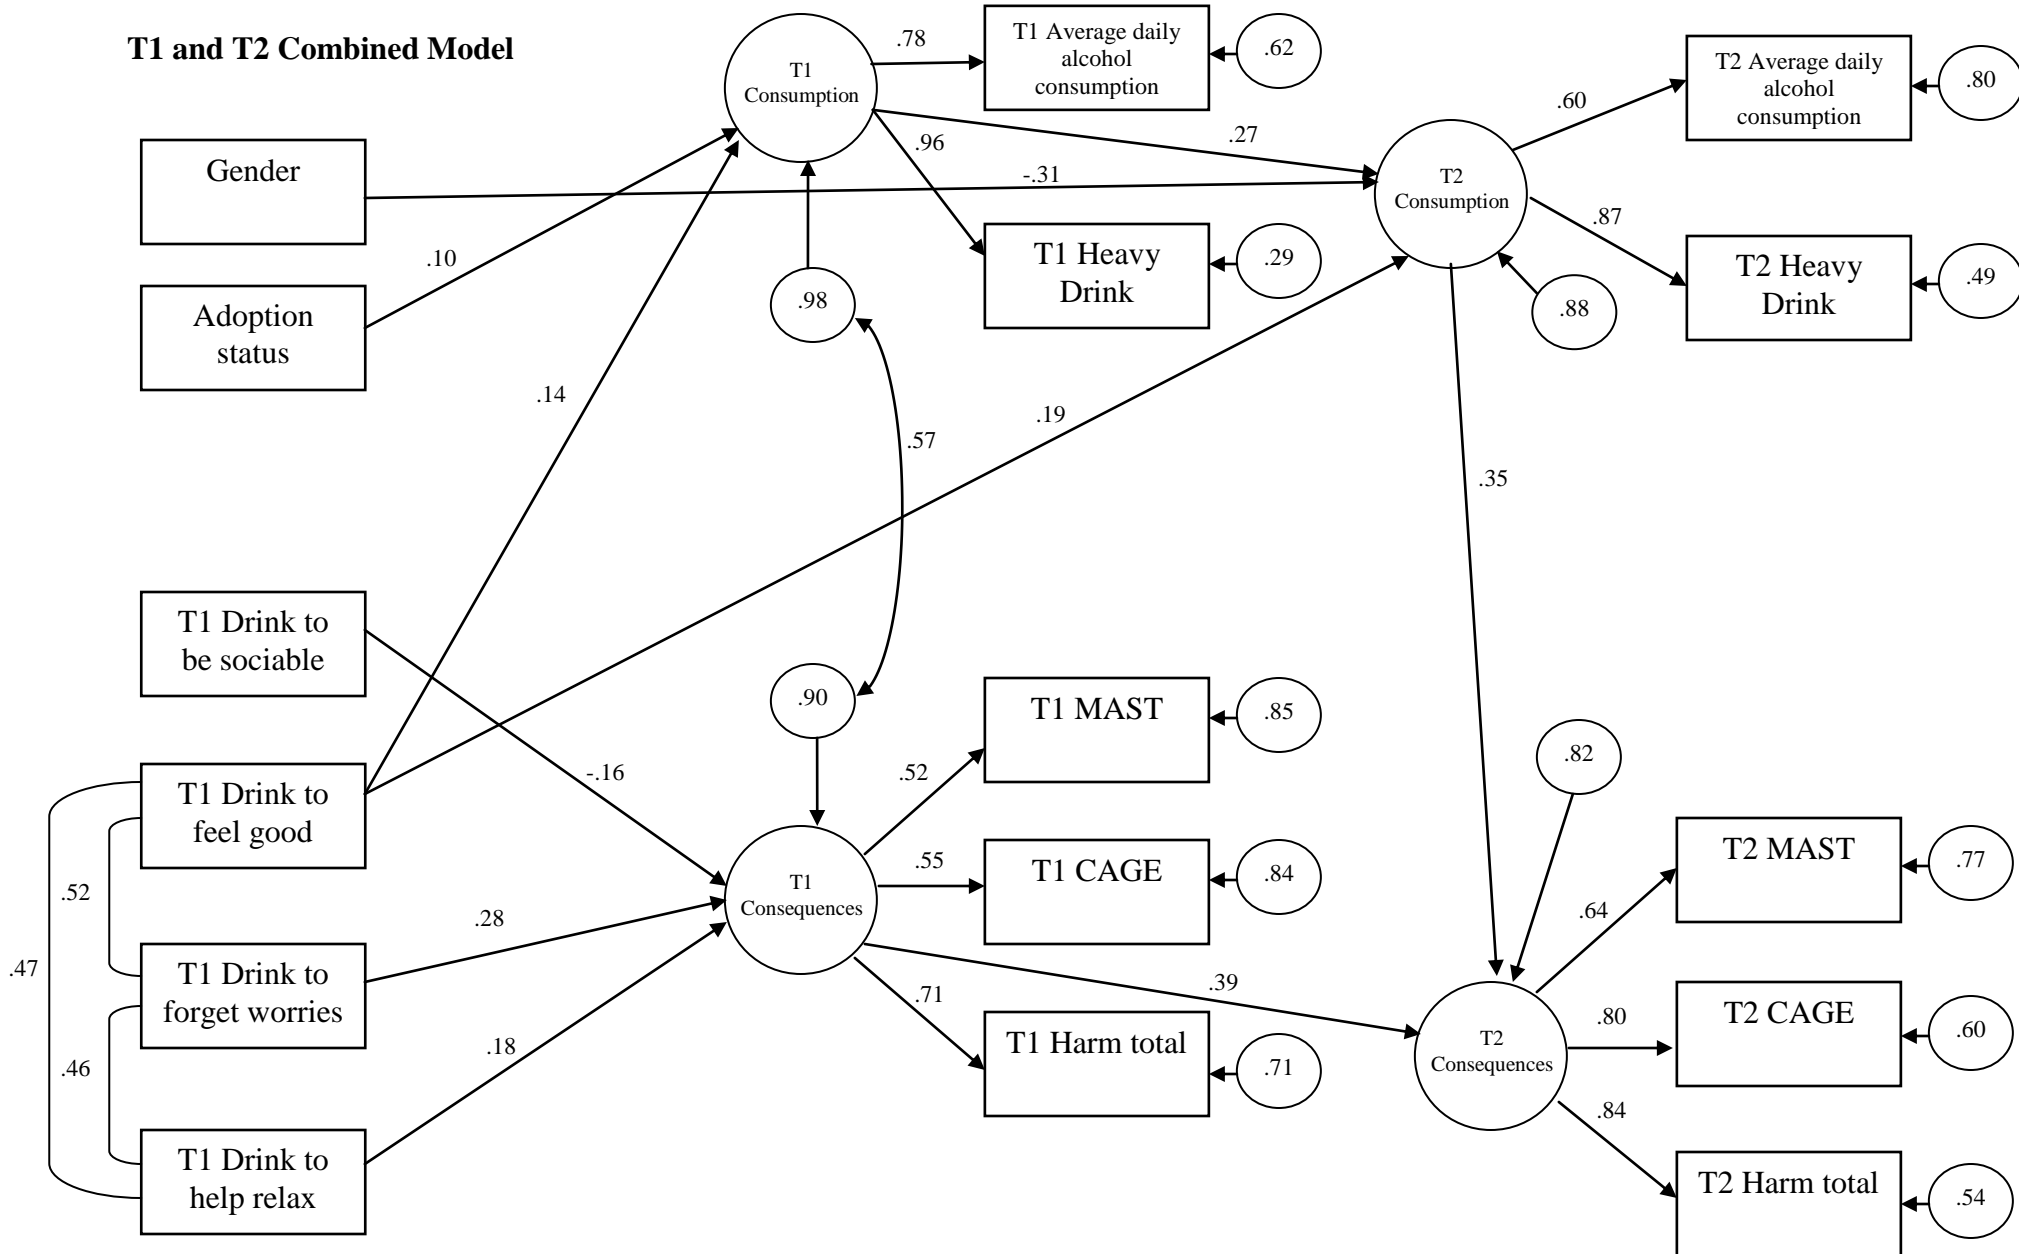 T1 and T2 Combined Model
T1
Consumption
.78
T1 Average daily
alcohol
consumption
.62
T2 Average daily
alcohol
consumption
.80
.60
Gender
.96
.27
-.31
T2
Consumption
.87
.10
T1 Heavy
Drink
.29
T2 Heavy
Drink
.49
.98
.88
Adoption
status
.14
.57
.19
.35
T1 Drink to
be sociable
.90
T1 MAST
.85
-.16
.52
.82
T1 Drink to
feel good
.52
.47
T1
Consequences
.55
T1 CAGE
.84
T2 MAST
.77
.64
.28
T1 Drink to
forget worries
.39
.71
.18
.46
T1 Harm total
.71
T2
Consequences
.80
T2 CAGE
.60
.84
T1 Drink to
help relax
T2 Harm total
.54